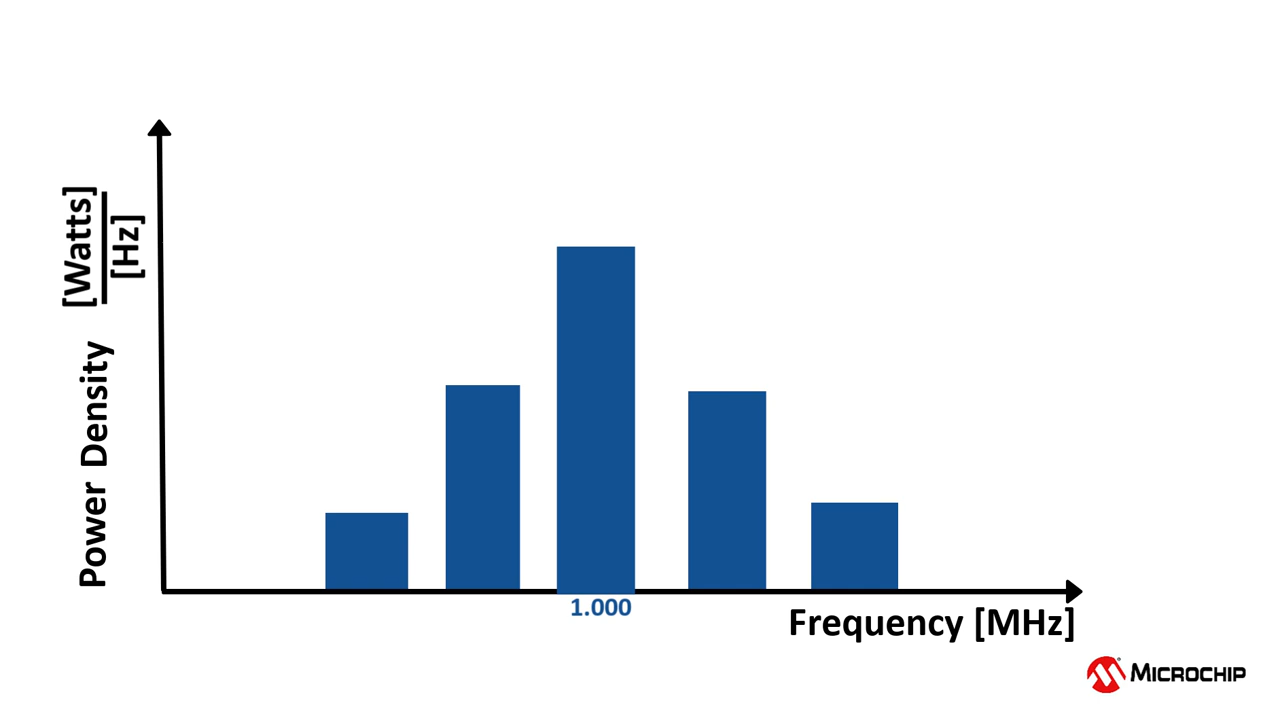 [Watts]
[Hz]
Power Density
1.000
Frequency [MHz]
MICROCHIP